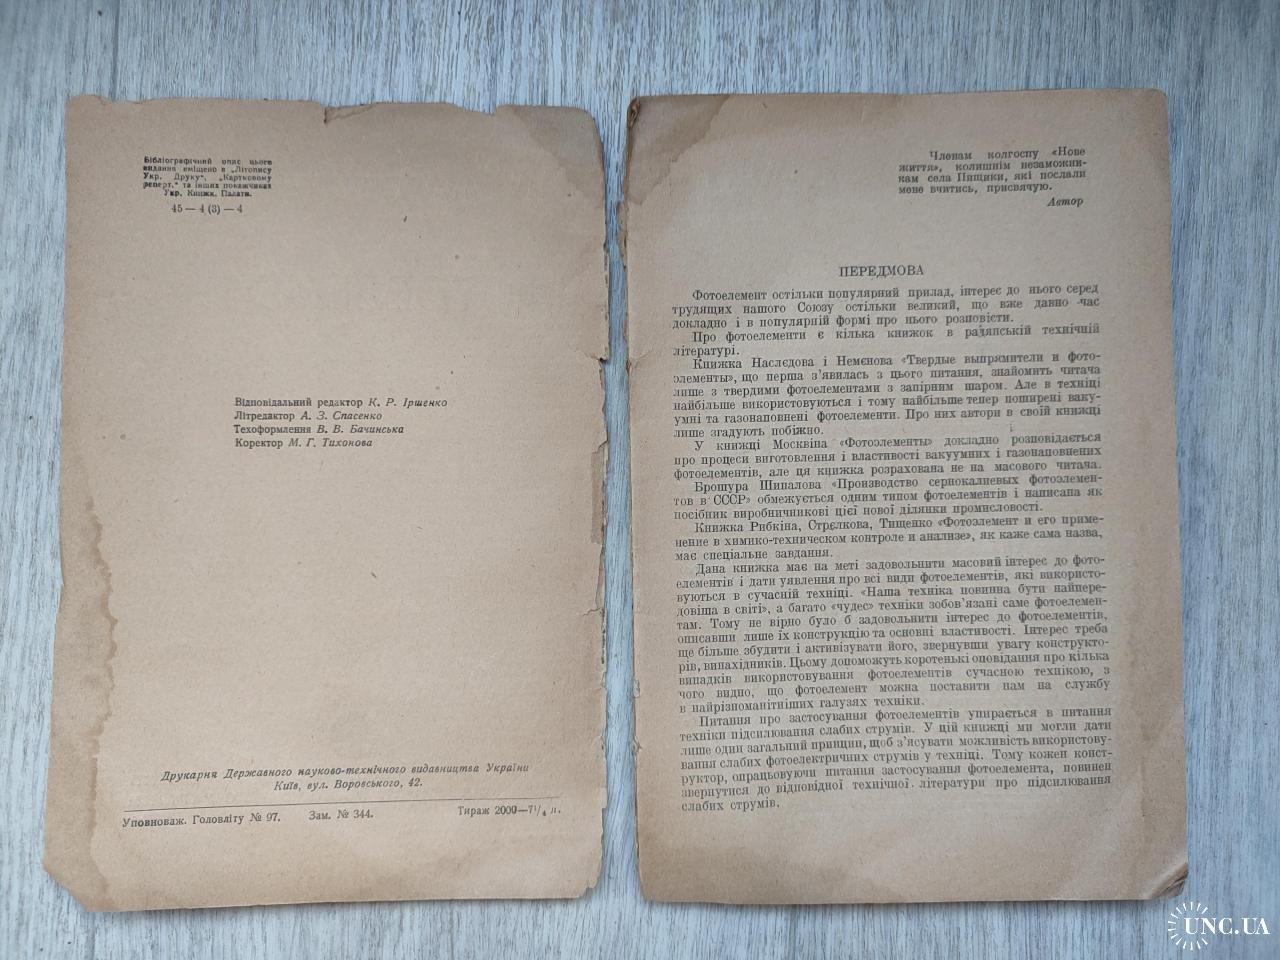 Бібліографічний опис цього
видання вміщено в „Літопису
Укр. Друку", „Картковому
реперт." та інших покажчиках
Укр. Книжк. Палати.
45 — 4 (3) — 4
Відповідальний редактор К. Р. Іршенко
Літредактор А. З. Спасенко
Техоформлення В. В. Бачинська
Коректор М. Г. Тихонова
Друкарня Державного науково-технічного видавництва України
Київ, вул. Воровського, 42.
Уповноваж. Головліту № 97. Зам. № 344. Тираж 2000—7¹/₄ л.
Членам колгоспу «Нове
життя», колишнім незаможни-
кам села Пищики, які послали
мене вчитись, присвячую.
Автор
ПЕРЕДМОВА
Фотоелемент остільки популярний прилад, інтерес до нього серед
трудящих нашого Союзу остільки великий, що вже давно час
докладно і в популярній формі про нього розповісти.
Про фотоелементи є кілька книжок в радянській технічній
літературі.
Книжка Наслєдова і Немєнова «Твердые выпрямители и фото-
элементы», що перша з'явилась з цього питання, знайомить читача
лише з твердими фотоелементами з запірним шаром. Але в техніці
найбільше використовуються і тому найбільше тепер поширені ваку-
умні та газонаповнені фотоелементи. Про них автори в своїй книжці
лише згадують побіжно.
У книжці Москвіна «Фотоэлементы» докладно розповідається
про процеси виготовлення і властивості вакуумних і газонаповнених
фотоелементів, але ця книжка розрахована не на масового читача.
Брошура Шипалова «Производство сернокалиевых фотоэлемен-
тов в СССР» обмежується одним типом фотоелементів і написана як
посібник виробничникові цієї нової ділянки промисловості.
Книжка Рибкіна, Стрєлкова, Тищенко «Фотоэлемент и его приме-
нение в химико-техническом контроле и анализе», як каже сама назва,
має спеціальне завдання.
Дана книжка має на меті задовольнити масовий інтерес до фото-
елементів і дати уявлення про всі види фотоелементів, які використо-
вуються в сучасній техніці. «Наша техніка повинна бути найпере-
довіша в світі», а багато «чудес» техніки зобов'язані саме фотоелемен-
там. Тому не вірно було б задовольнити інтерес до фотоелементів,
описавши лише їх конструкцію та основні властивості. Інтерес треба
ще більше збудити і активізувати його, звернувши увагу конструкто-
рів, винахідників. Цьому допоможуть коротенькі оповідання про кілька
випадків використовування фотоелементів сучасною технікою, з
чого видно, що фотоелемент можна поставити нам на службу
в найрізноманітніших галузях техніки.
Питання про застосування фотоелементів упирається в питання
техніки підсилювання слабих струмів. У цій книжці ми могли дати
лише один загальний принцип, щоб з'ясувати можливість використову-
вання слабих фотоелектричних струмів у техніці. Тому кожен конст-
руктор, опрацьовуючи питання застосування фотоелемента, повинен
звернутися до відповідної технічної літератури про підсилювання
слабих струмів.
UNC.UA